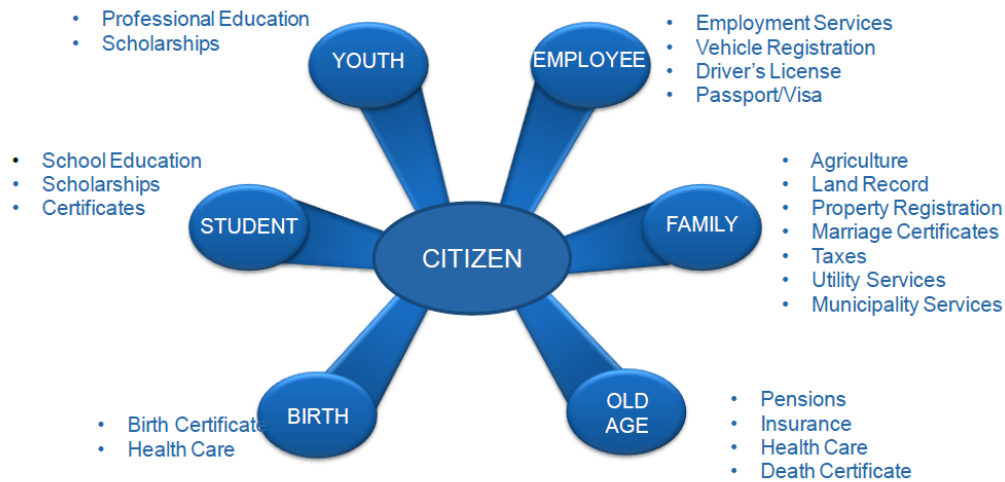 • Professional Education
• Scholarships
YOUTH
EMPLOYEE
• Employment Services
• Vehicle Registration
• Driver's License
• Passport/Visa
• School Education
• Scholarships
• Certificates
STUDENT
CITIZEN
FAMILY
• Agriculture
• Land Record
• Property Registration
• Marriage Certificates
• Taxes
• Utility Services
• Municipality Services
• Birth Certificate
• Health Care
BIRTH
OLD
AGE
• Pensions
• Insurance
• Health Care
• Death Certificate